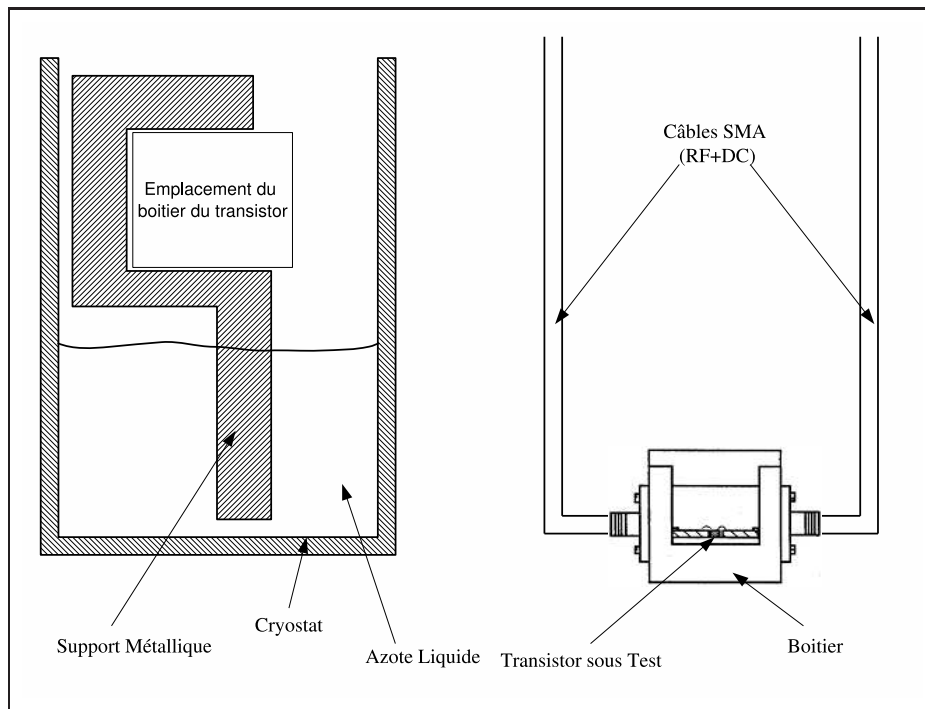 Câbles SMA
(RF+DC)
Emplacement du
boitier du transistor
Support Métallique
Cryostat
Azote Liquide
Transistor sous Test
Boitier